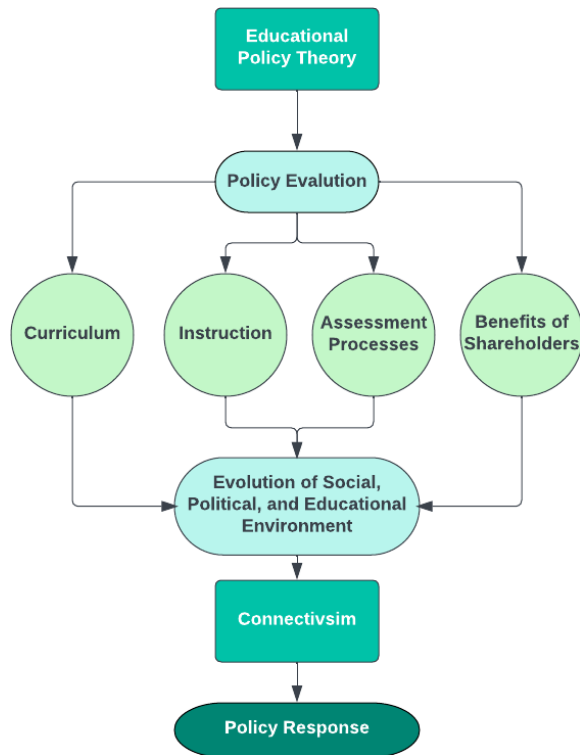 Educational
Policy Theory
Policy Evalution
Curriculum
Instruction
Assessment
Processes
Benefits of
Shareholders
Evolution of Social,
Political, and Educational
Environment
Connectivsim
Policy Response